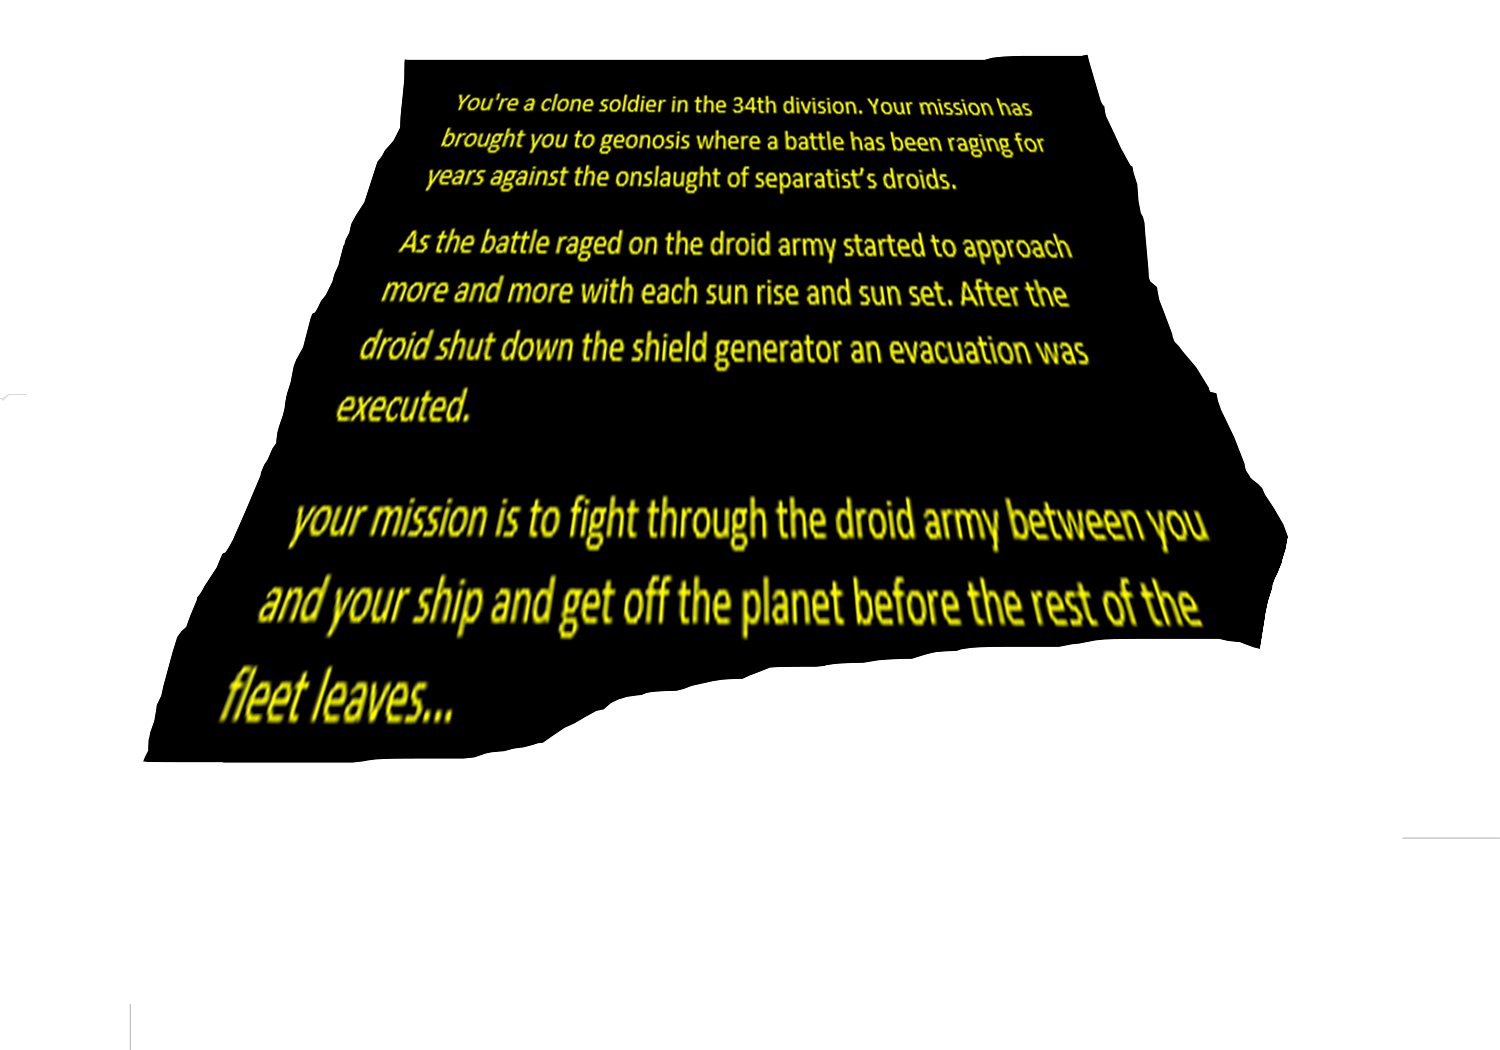 You're a clone soldier in the 34th division. Your mission has
brought you to geonosis where a battle has been raging for
years against the onslaught of separatist’s droids.
As the battle raged on the droid army started to approach
more and more with each sun rise and sun set. After the
droid shut down the shield generator an evacuation was
executed.
your mission is to fight through the droid army between you
and your ship and get off the planet before the rest of the
fleet leaves...